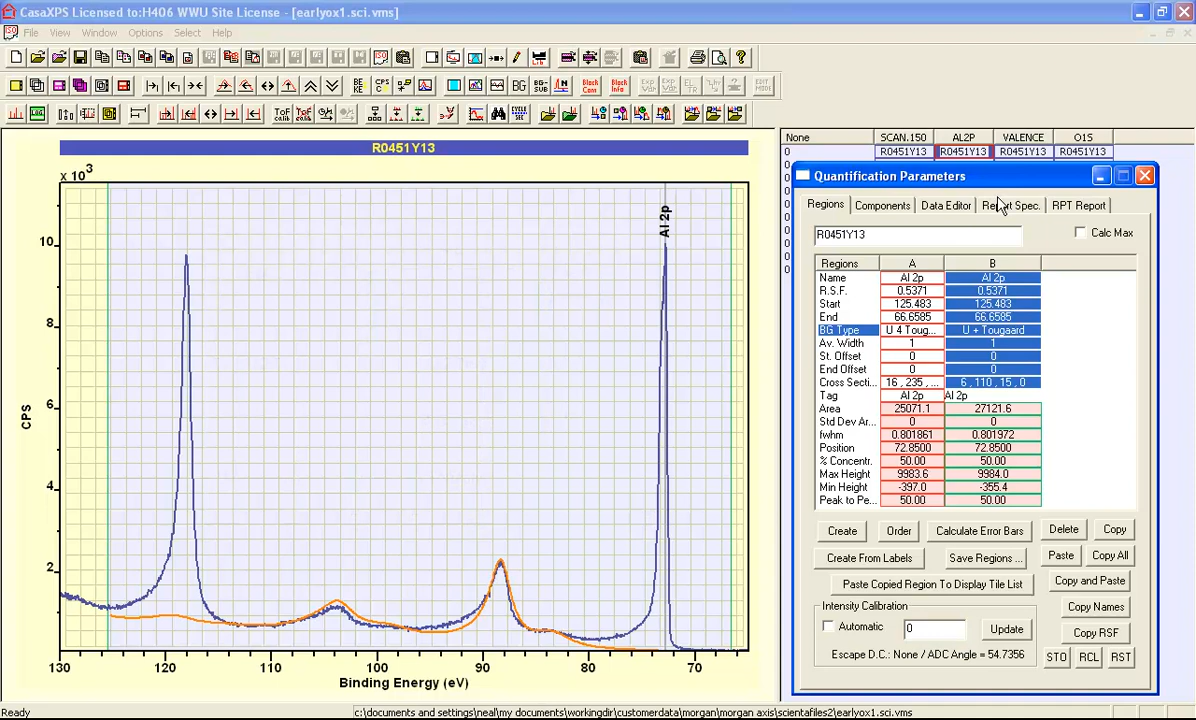 CasaXPS Licensed to:H406 WWU Site License - [earlyox1.sci.vms]
File View Window Options Select Help
None SCAN.150 AL2P VALENCE O1S
0 R0451Y13 R0451Y13 R0451Y13 R0451Y13
R0451Y13
x 10³
10
8
6
4
2
CPS
Al 2p
130 120 110 100 90 80 70
Binding Energy (eV)
Quantification Parameters
Regions Components Data Editor Report Spec. RPT Report
R0451Y13 Calc Max
Regions A B
Name Al 2p Al 2p
R.S.F. 0.5371 0.5371
Start 125.483 125.483
End 66.6585 66.6585
BG Type U 4 Toug... U + Tougaard
Av. Width 1 1
St. Offset 0 0
End Offset 0 0
Cross Secti... 16 , 235 , ... 6 , 110 , 15 , 0
Tag Al 2p Al 2p
Area 25071.1 27121.6
Std Dev Ar... 0 0
fwhm 0.801861 0.801972
Position 72.8500 72.8500
% Concentr. 50.00 50.00
Max Height 9983.6 9984.0
Min Height -397.0 -355.4
Peak to Pe... 50.00 50.00
Create Order Calculate Error Bars Delete Copy
Create From Labels Save Regions ... Paste Copy All
Paste Copied Region To Display Tile List Copy and Paste
Intensity Calibration Copy Names
Automatic 0 Update Copy RSF
Escape D.C.: None / ADC Angle = 54.7356 STO RCL RST
Ready c:\documents and settings\neal\my documents\workingdir\customerdata\morgan\morgan axis\scientafiles2\earlyox1.sci.vms